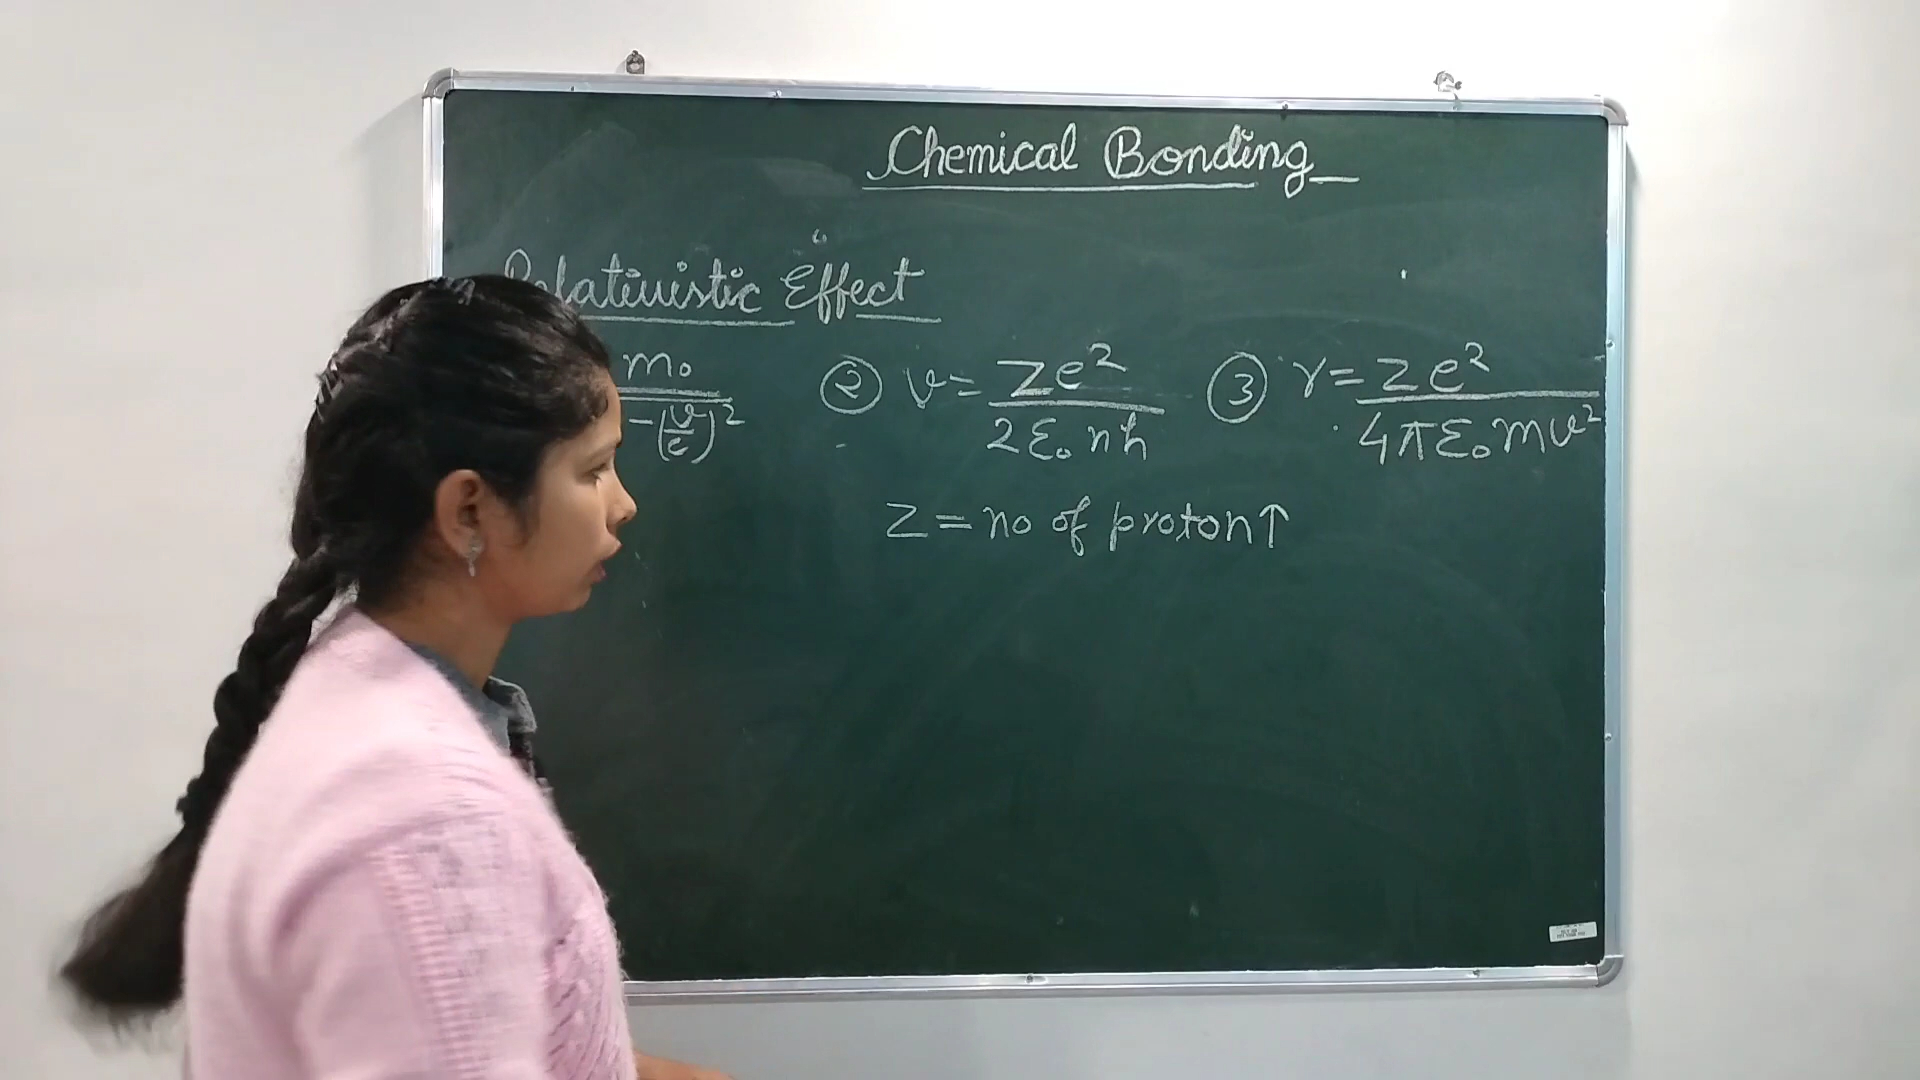 Chemical Bonding
Relativistic Effect
m₀ / -(v/c)² ② v = Ze² / 2ε₀nh ③ r = Ze² / 4πε₀mv²
Z = no of proton↑